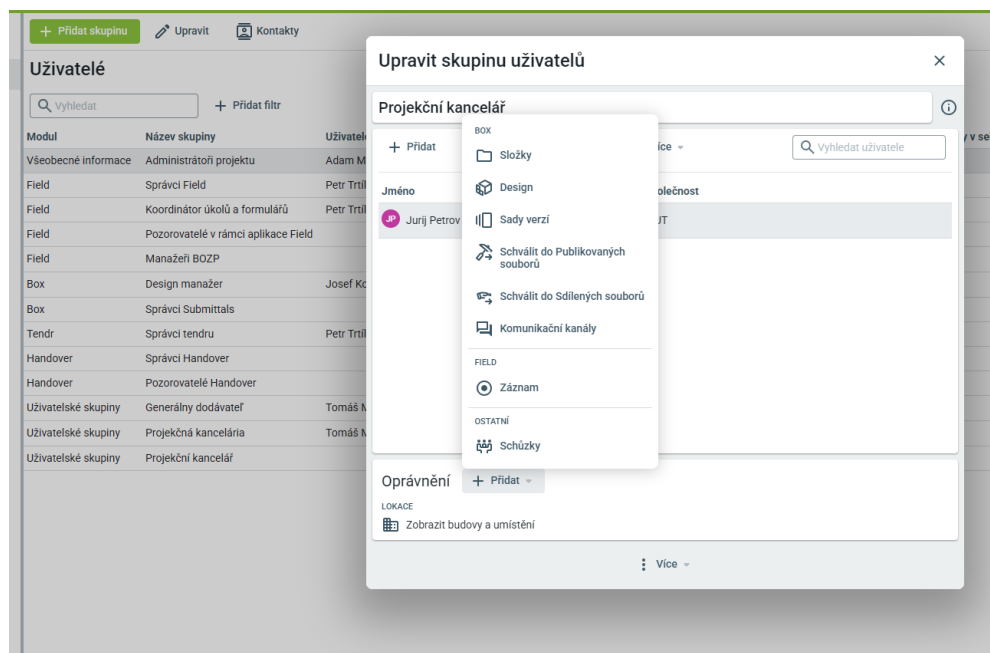 Přidat skupinu Upravit Kontakty
Uživatelé
Vyhledat Přidat filtr
Modul Název skupiny
Všeobecné informace Administrátoři projektu Adam
Field Správci Field Petr
Field Koordinátor úkolů a formulářů Petr
Field Pozorovatelé v rámci aplikace Field
Field Manažeři BOZP
Box Design manažer Josef
Box Správci Submittals
Tendr Správci tendru Petr
Handover Správci Handover
Handover Pozorovatelé Handover
Uživatelské skupiny Generálny dodávateľ Tomáš
Uživatelské skupiny Projekčná kancelária Tomáš
Uživatelské skupiny Projekční kancelář
Upravit skupinu uživatelů
Projekční kancelář
Přidat
Vyhledat uživatele
Jméno
JP Jurij Petrov
BOX
Složky
Design
Sady verzí
Schválit do Publikovaných
souborů
Schválit do Sdílených souborů
Komunikační kanály
FIELD
Záznam
OSTATNÍ
Schůzky
Oprávnění Přidat
LOKACE
Zobrazit budovy a umístění
Více